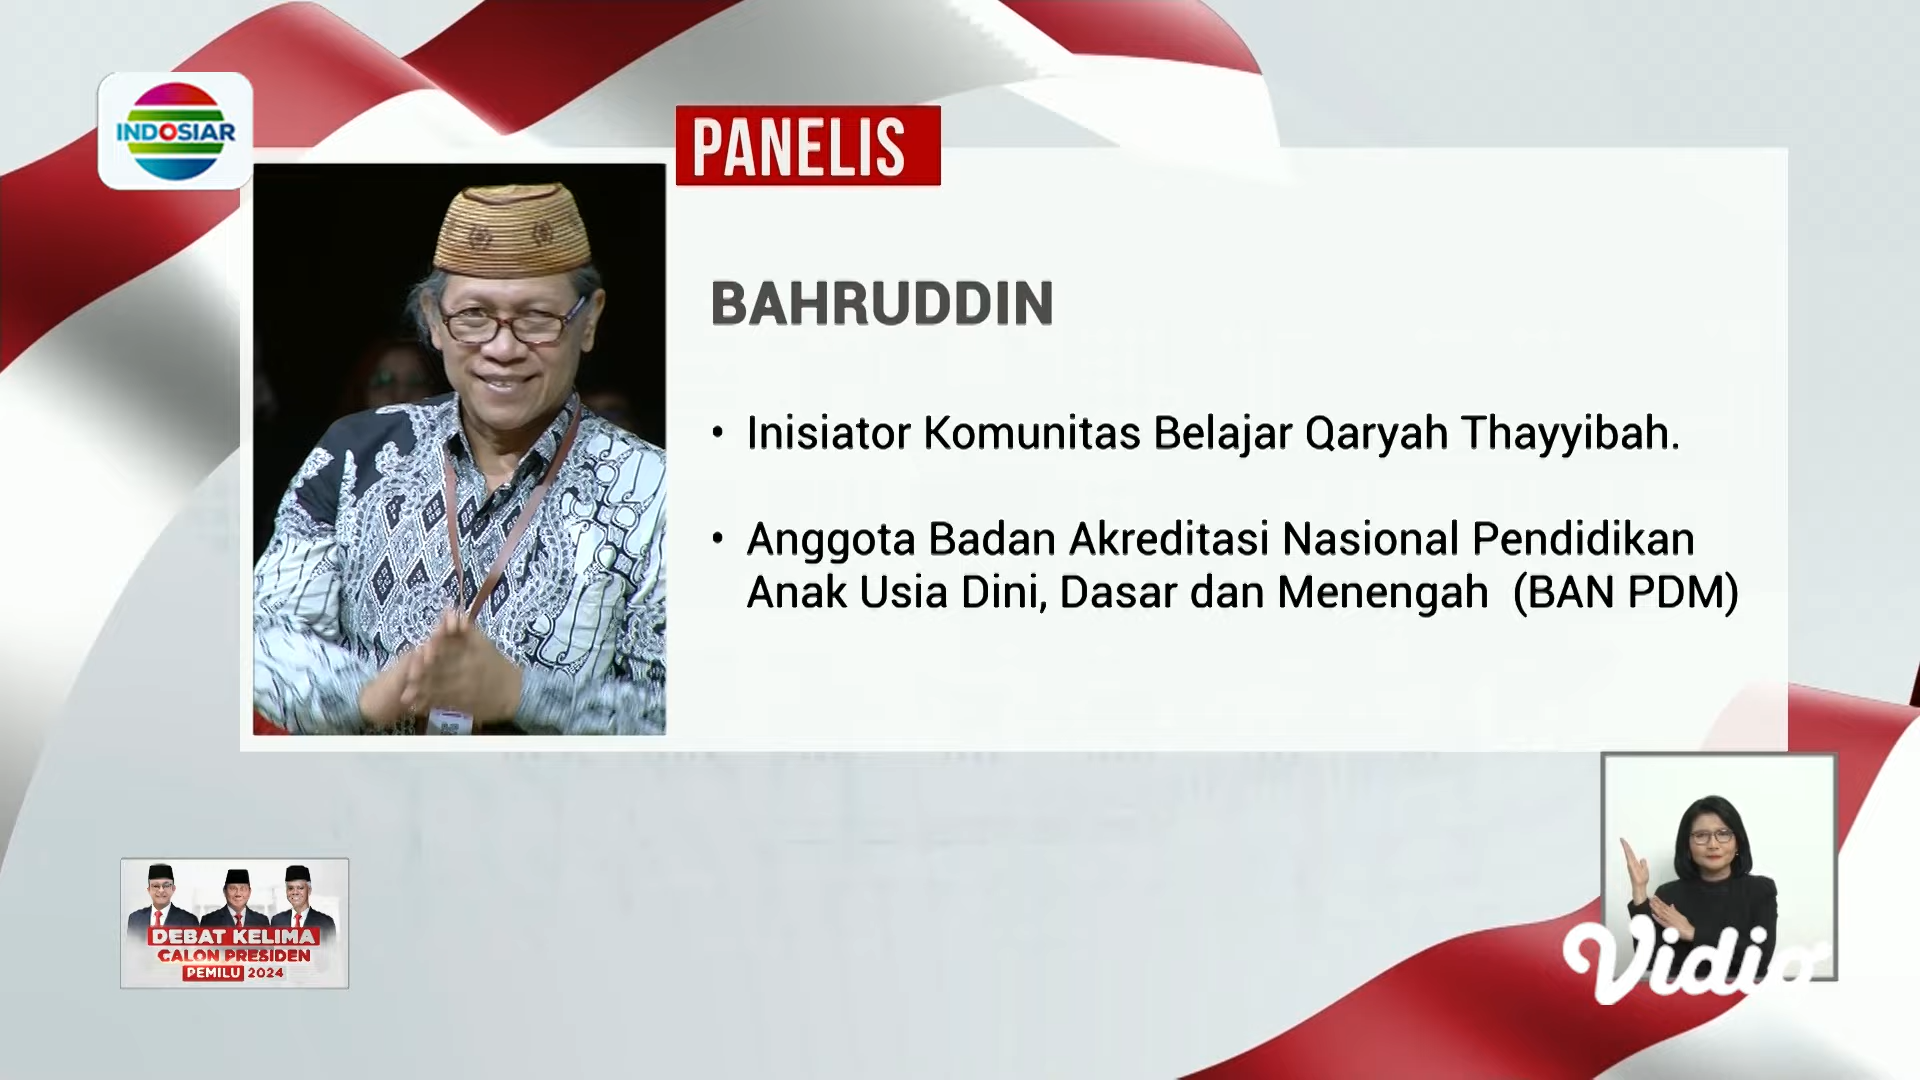 INDOSIAR
PANELIS
BAHRUDDIN
• Inisiator Komunitas Belajar Qaryah Thayyibah.
• Anggota Badan Akreditasi Nasional Pendidikan
Anak Usia Dini, Dasar dan Menengah (BAN PDM)
DEBAT KELIMA
CALON PRESIDEN
PEMILU 2024
Vidio